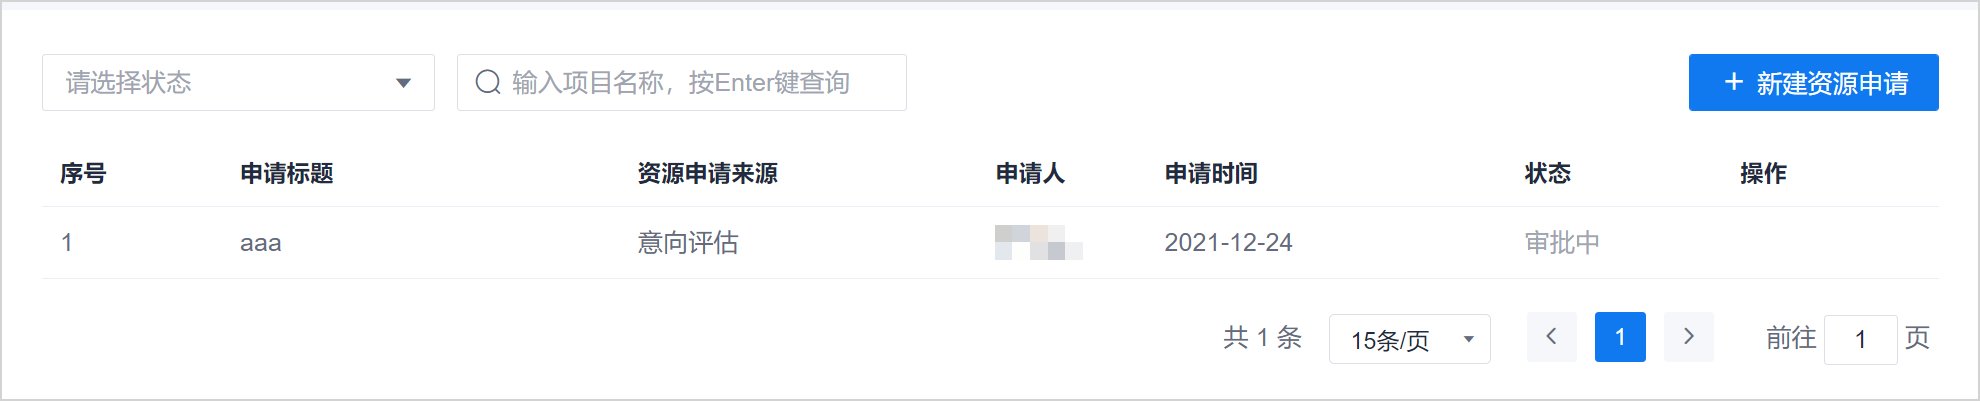 请选择状态 输入项目名称，按Enter键查询 + 新建资源申请
序号 申请标题 资源申请来源 申请人 申请时间 状态 操作
1 aaa 意向评估 2021-12-24 审批中
共 1 条 15条/页 1 前往 1 页